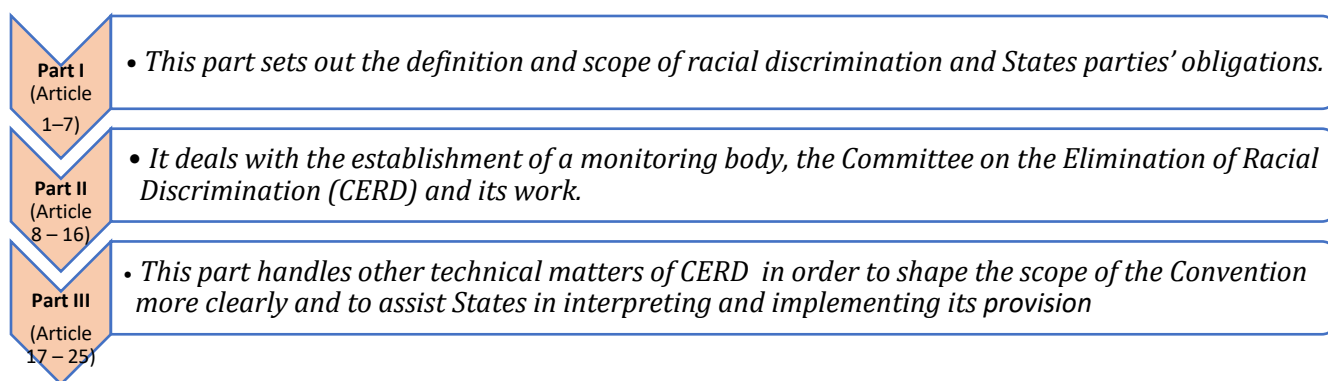 Part I
(Article
1–7)
• This part sets out the definition and scope of racial discrimination and States parties’ obligations.
Part II
(Article
8 – 16)
• It deals with the establishment of a monitoring body, the Committee on the Elimination of Racial
Discrimination (CERD) and its work.
Part III
(Article
17 – 25)
• This part handles other technical matters of CERD in order to shape the scope of the Convention
more clearly and to assist States in interpreting and implementing its provision